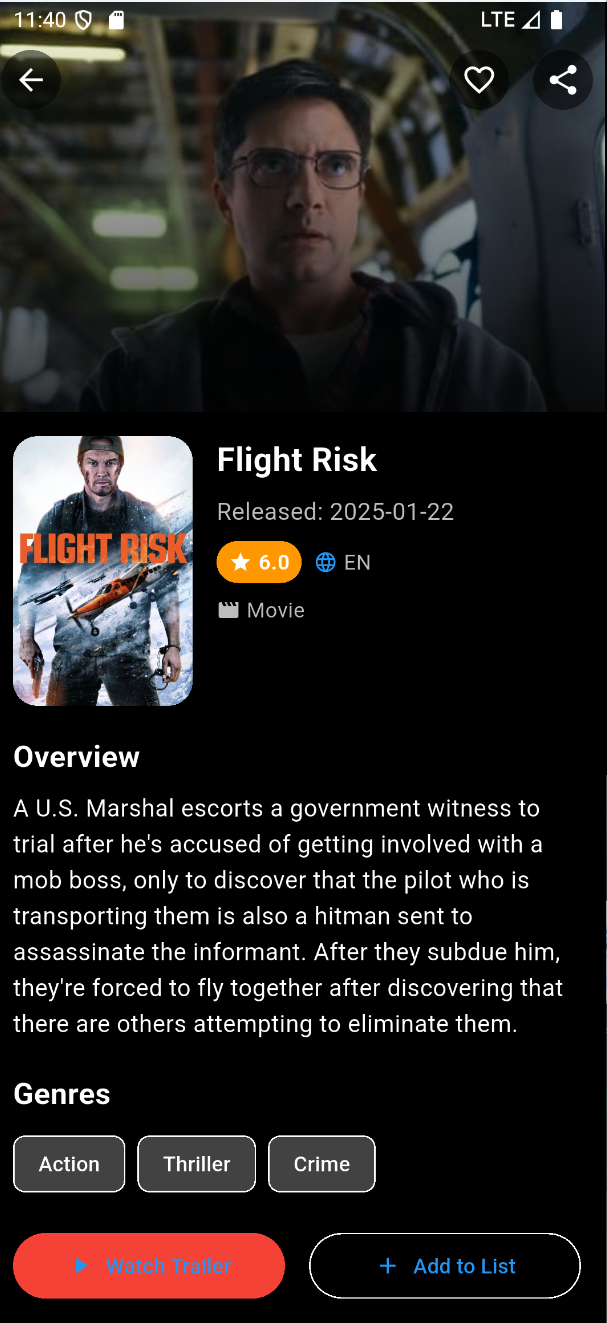 11:40
LTE
Flight Risk
Released: 2025-01-22
6.0 EN
Movie
FLIGHT RISK
Overview
A U.S. Marshal escorts a government witness to
trial after he's accused of getting involved with a
mob boss, only to discover that the pilot who is
transporting them is also a hitman sent to
assassinate the informant. After they subdue him,
they're forced to fly together after discovering that
there are others attempting to eliminate them.
Genres
Action Thriller Crime
Watch Trailer Add to List